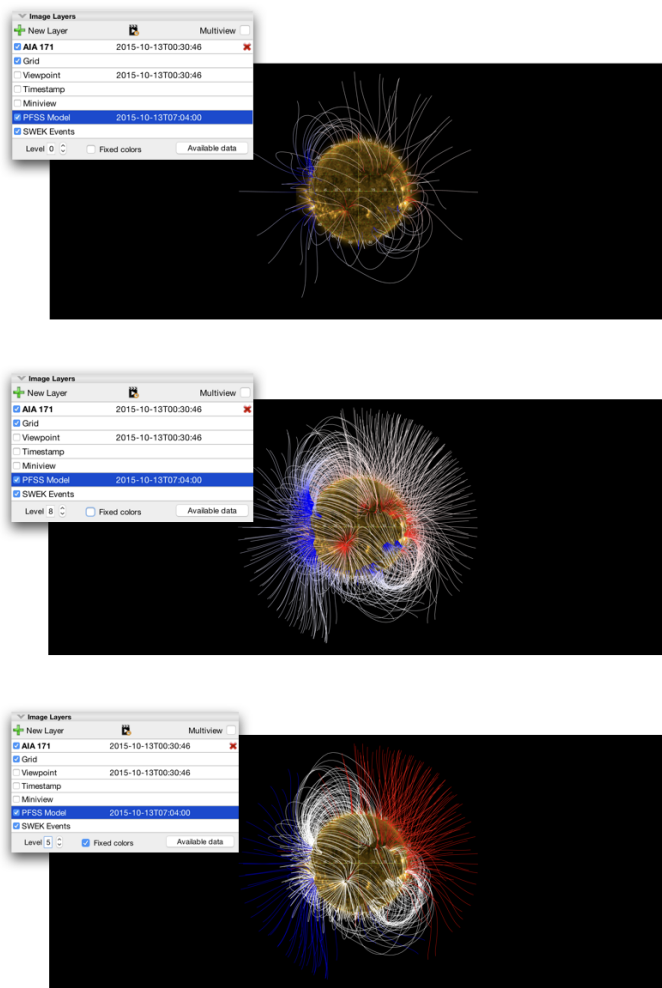 Image Layers
New Layer Multiview
AIA 171 2015-10-13T00:30:46
Grid
Viewpoint 2015-10-13T00:30:46
Timestamp
Miniview
PFSS Model 2015-10-13T07:04:00
SWEK Events
Level 0 Fixed colors Available data
Image Layers
New Layer Multiview
AIA 171 2015-10-13T00:30:46
Grid
Viewpoint 2015-10-13T00:30:46
Timestamp
Miniview
PFSS Model 2015-10-13T07:04:00
SWEK Events
Level 8 Fixed colors Available data
Image Layers
New Layer Multiview
AIA 171 2015-10-13T00:30:46
Grid
Viewpoint 2015-10-13T00:30:46
Timestamp
Miniview
PFSS Model 2015-10-13T07:04:00
SWEK Events
Level 5 Fixed colors Available data